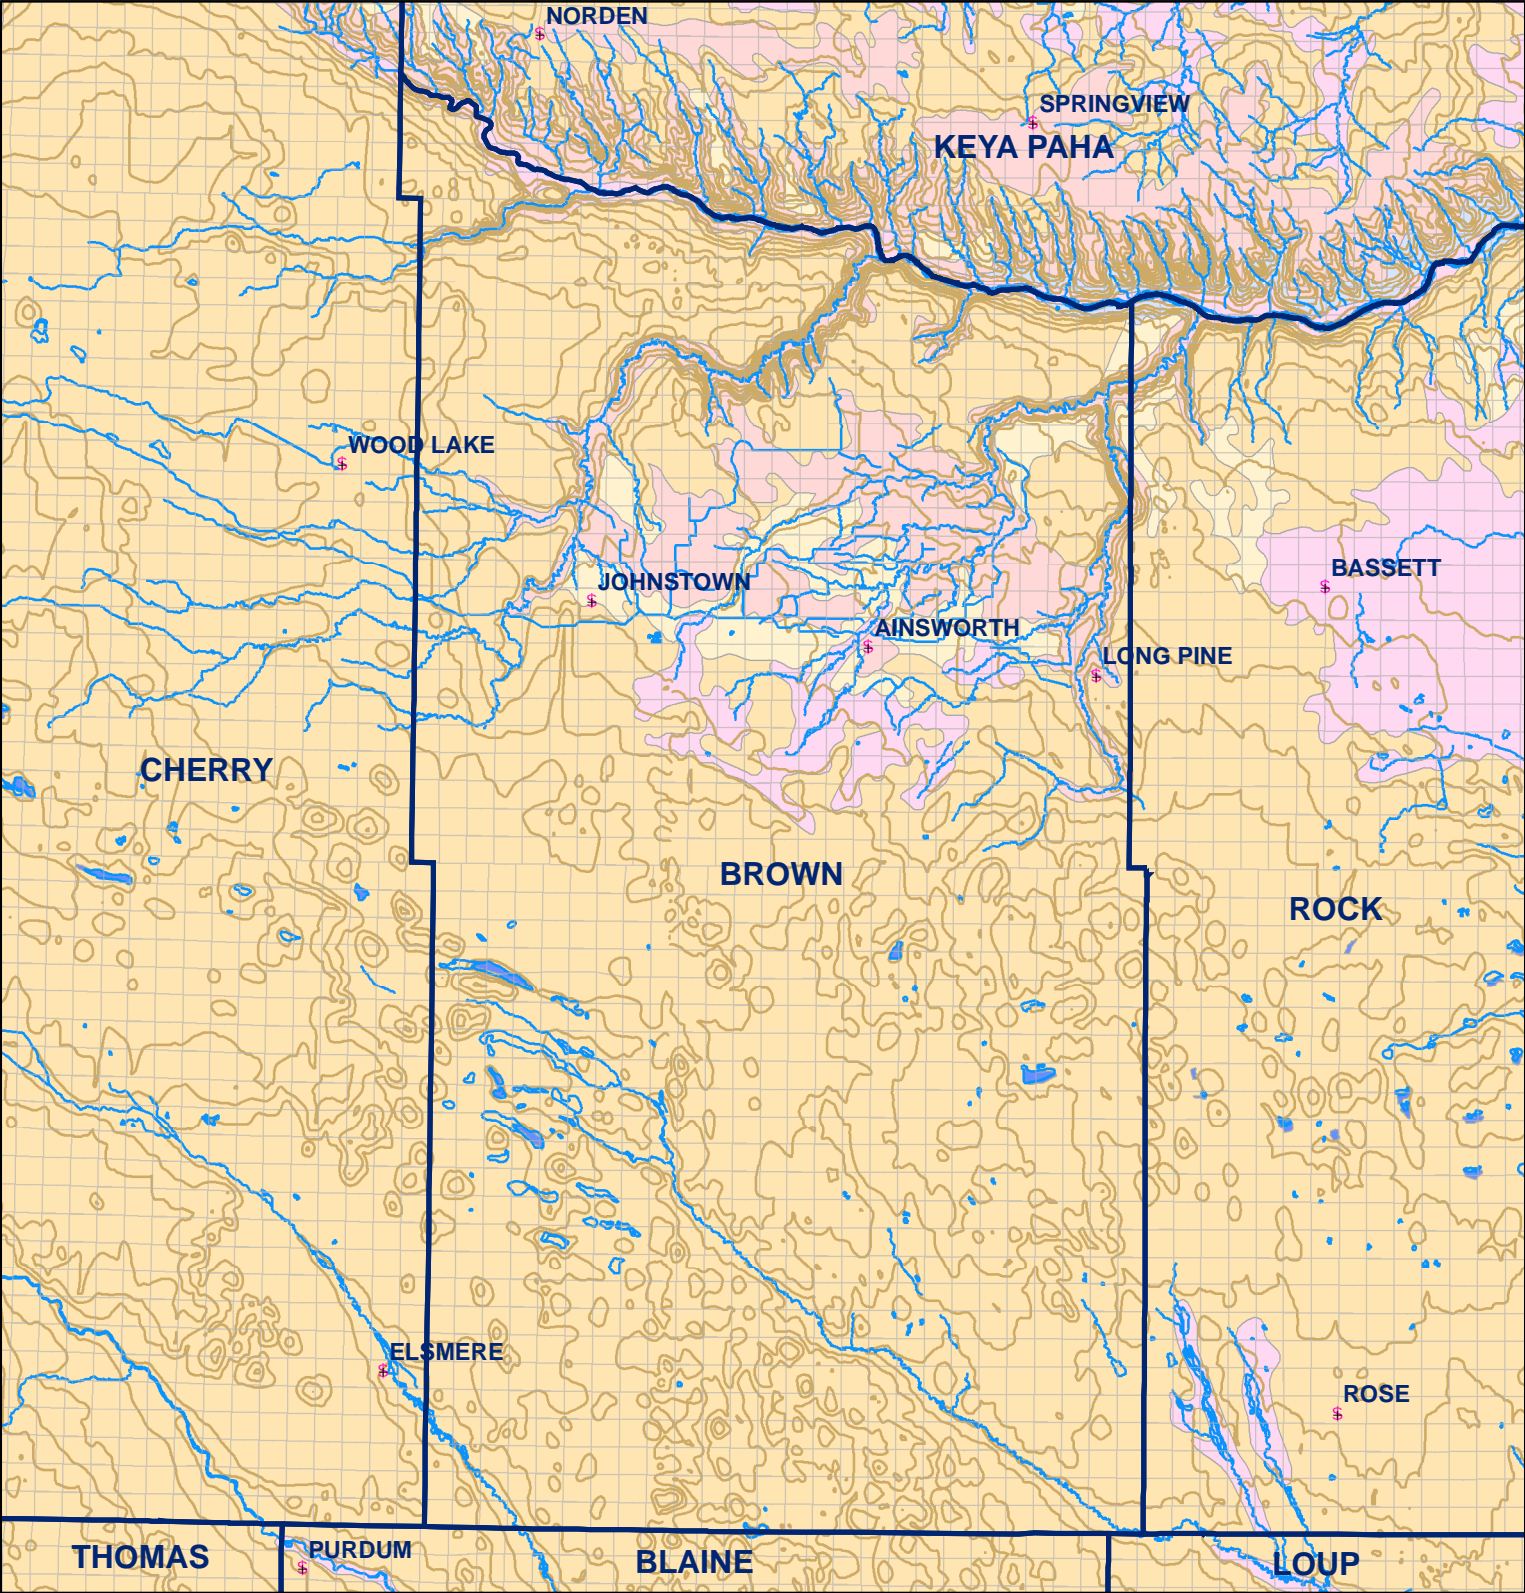 NORDEN
SPRINGVIEW
KEYA PAHA
WOOD LAKE
BASSETT
JOHNSTOWN
AINSWORTH
LONG PINE
CHERRY
BROWN
ROCK
ELSMERE
ROSE
PURDUM
THOMAS
BLAINE
LOUP